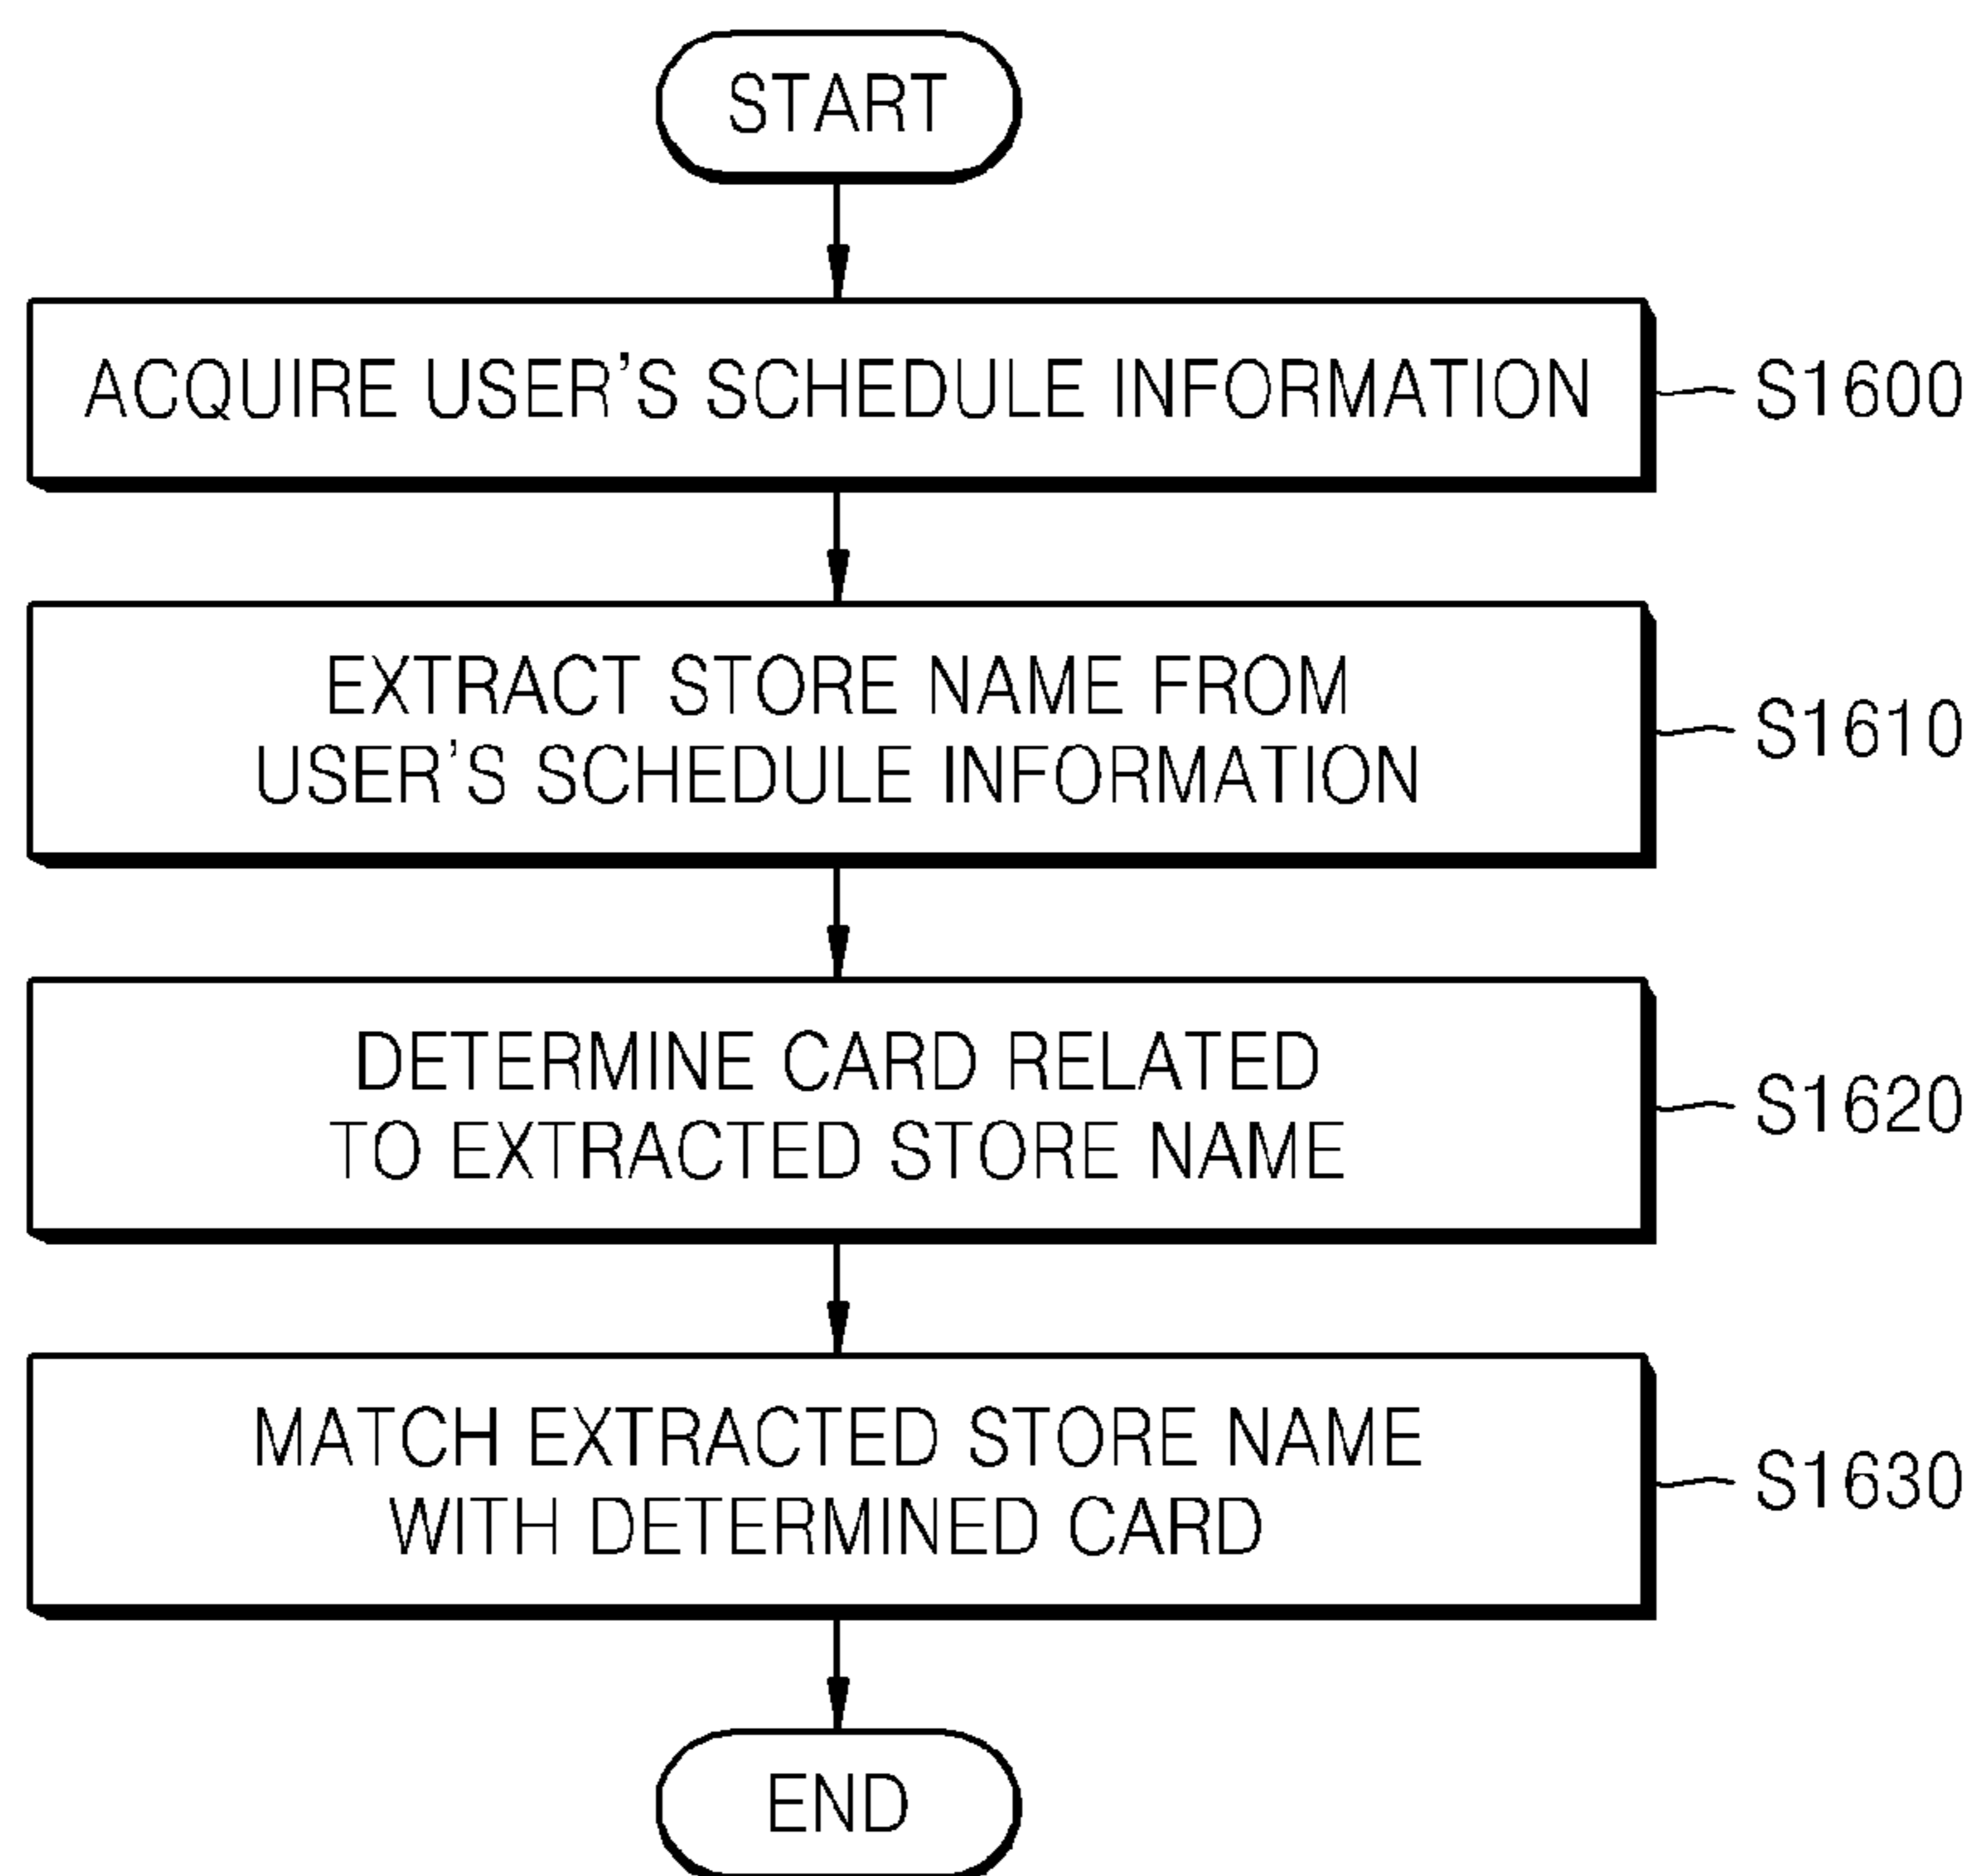 START
ACQUIRE USER'S SCHEDULE INFORMATION
S1600
EXTRACT STORE NAME FROM
USER'S SCHEDULE INFORMATION
S1610
DETERMINE CARD RELATED
TO EXTRACTED STORE NAME
S1620
MATCH EXTRACTED STORE NAME
WITH DETERMINED CARD
S1630
END